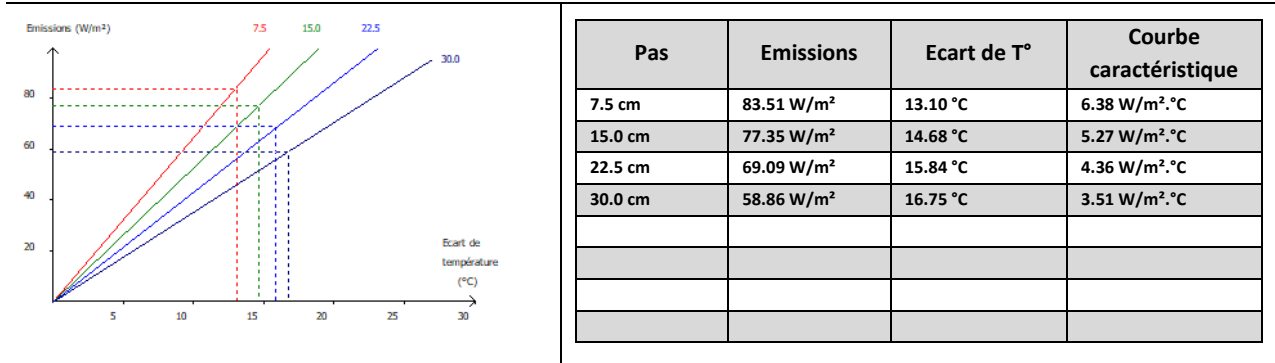 Emissions (W/m²)
7.5 15.0 22.5
30.0
80
60
40
20
Ecart de
température
(°C)
5 10 15 20 25 30
Pas Emissions Ecart de T° Courbe caractéristique
7.5 cm 83.51 W/m² 13.10 °C 6.38 W/m².°C
15.0 cm 77.35 W/m² 14.68 °C 5.27 W/m².°C
22.5 cm 69.09 W/m² 15.84 °C 4.36 W/m².°C
30.0 cm 58.86 W/m² 16.75 °C 3.51 W/m².°C